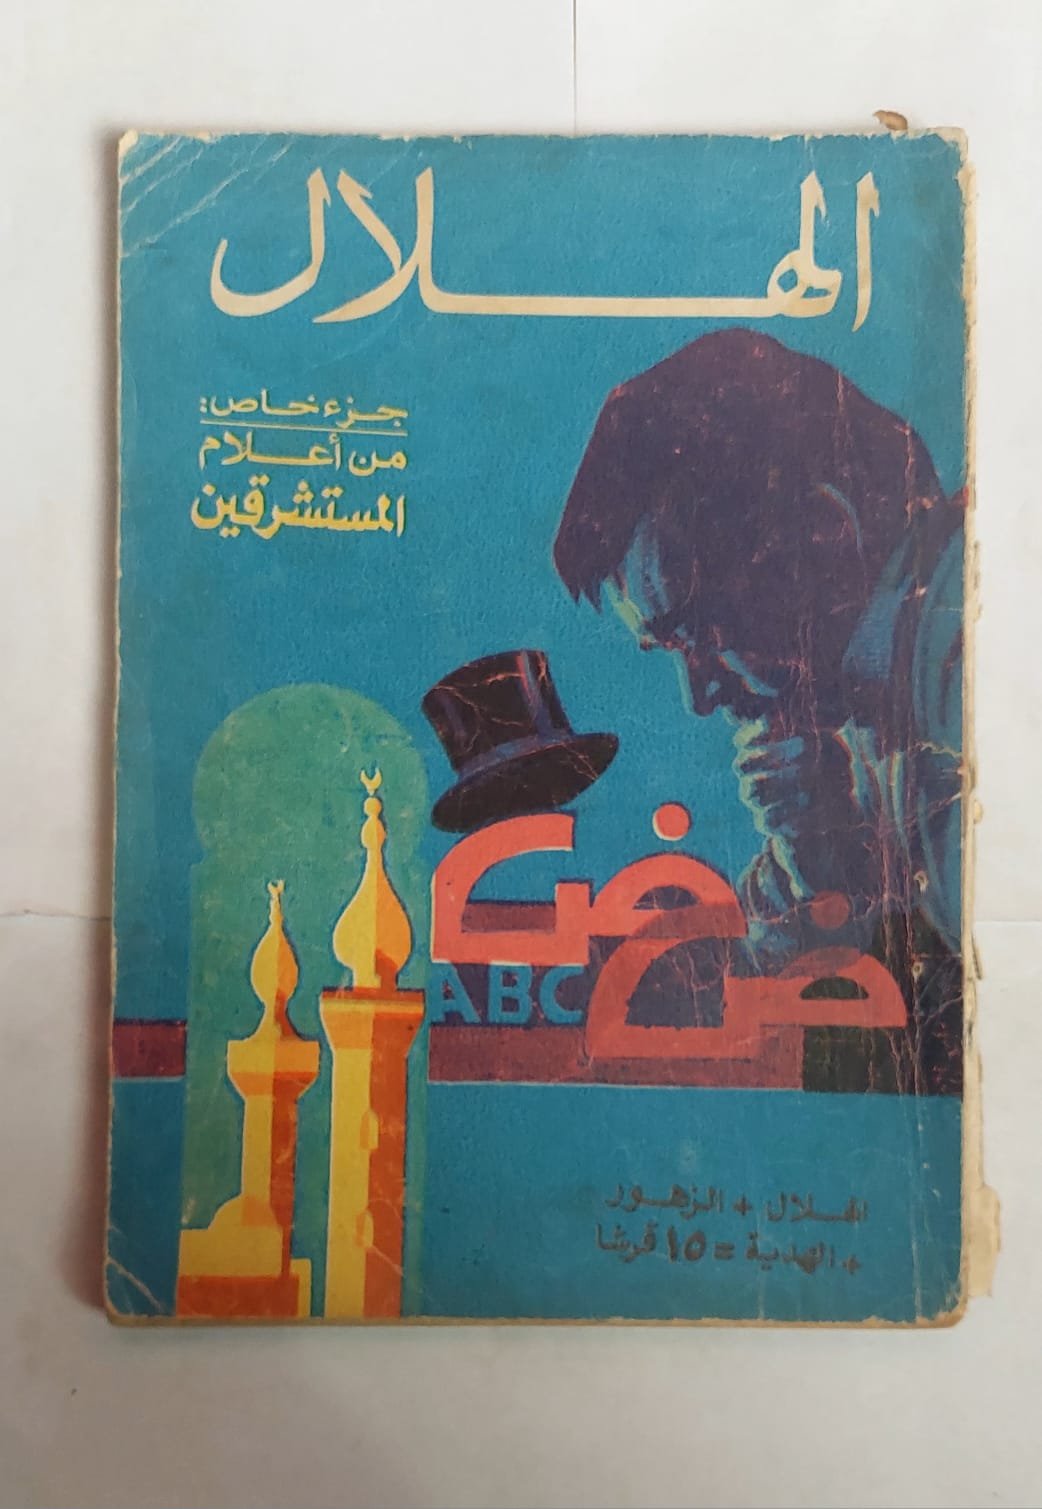 الهلال
جزء خاص:
من أعلام
المستشرقين
ض
ABC
ض
الهلال + الزهور
+ الهدية = ١٥ قرشا